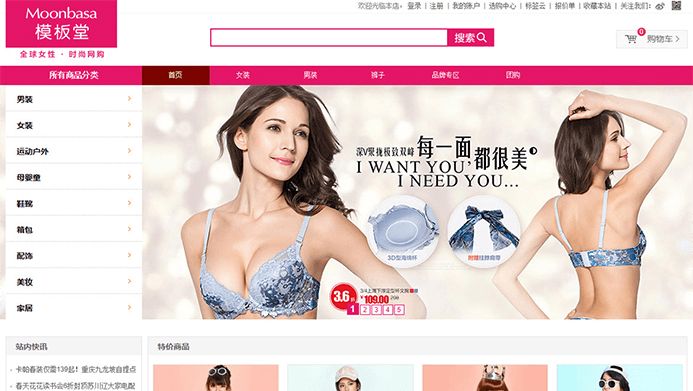 Moonbasa
模板堂
全球女性·时尚网购
欢迎光临本店, 登录 | 注册 | 我的账户 | 选购中心 | 标签云 | 报价单 | 收藏本站 | 关注我们:
搜索
0
购物车
所有商品分类
首页
女装
男装
裤子
品牌专区
团购
男装
女装
运动户外
母婴童
鞋靴
箱包
配饰
美妆
家居
深V聚拢极致双峰
每一面都很美
I WANT YOU'
I NEED YOU...
3D型海绵杯
附赠挂脖肩带
3.6折
¥109.00
1 2 3 4 5
站内快讯
特价商品
卡帕春装仅需139起! 重庆九龙坡自提点
春天花花读书会6折封顶苏川辽大家电配